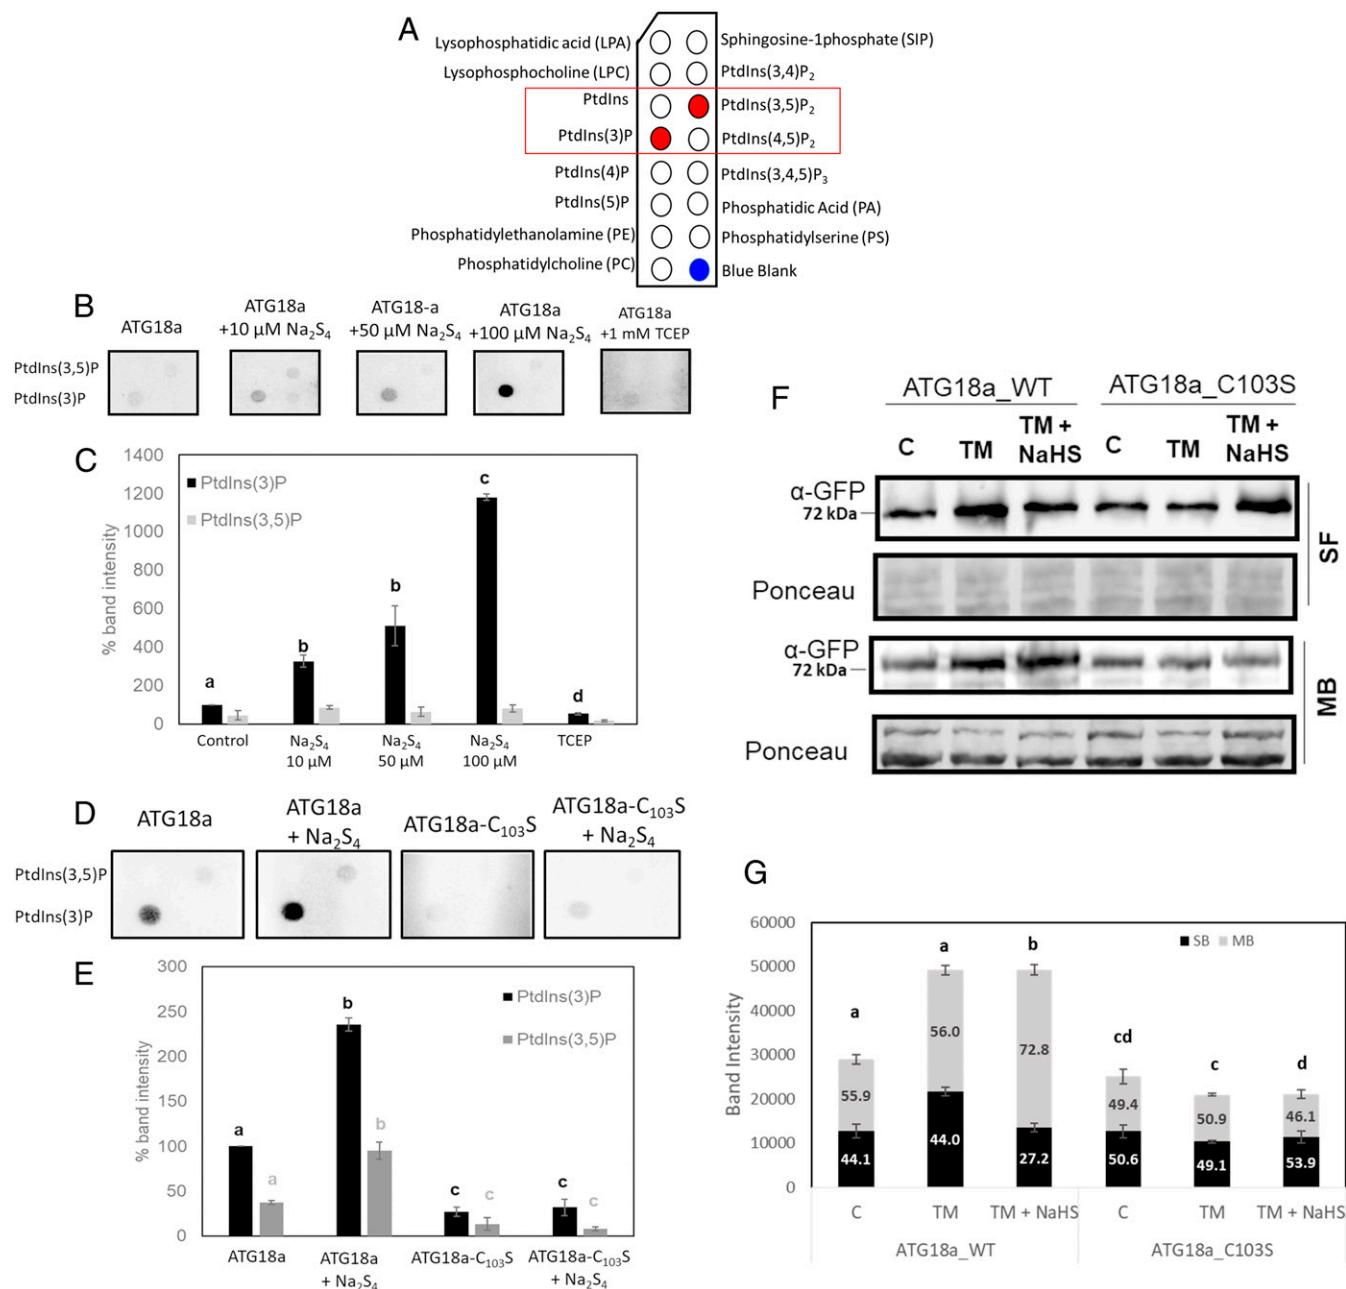 A
Lysophosphatidic acid (LPA)
Sphingosine-1phosphate (SIP)
Lysophosphocholine (LPC)
PtdIns(3,4)P2
PtdIns
PtdIns(3,5)P2
PtdIns(3)P
PtdIns(4,5)P2
PtdIns(4)P
PtdIns(3,4,5)P3
PtdIns(5)P
Phosphatidic Acid (PA)
Phosphatidylethanolamine (PE)
Phosphatidylserine (PS)
Phosphatidylcholine (PC)
Blue Blank
B
ATG18a
ATG18a
+10 µM Na2S4
ATG18-a
+50 µM Na2S4
ATG18a
+100 µM Na2S4
ATG18a
+1 mM TCEP
PtdIns(3,5)P
PtdIns(3)P
C
% band intensity
1400
1200
1000
800
600
400
200
0
PtdIns(3)P
PtdIns(3,5)P
a
b
b
c
d
Control
Na2S4
10 µM
Na2S4
50 µM
Na2S4
100 µM
TCEP
D
ATG18a
ATG18a
+ Na2S4
ATG18a-C103S
ATG18a-C103S
+ Na2S4
PtdIns(3,5)P
PtdIns(3)P
E
% band intensity
300
250
200
150
100
50
0
PtdIns(3)P
PtdIns(3,5)P
a
a
b
b
c
c
c
c
ATG18a
ATG18a
+ Na2S4
ATG18a-C103S
ATG18a-C103S
+ Na2S4
F
ATG18a_WT
ATG18a_C103S
C
TM
TM +
NaHS
C
TM
TM +
NaHS
α-GFP
72 kDa
Ponceau
SF
α-GFP
72 kDa
Ponceau
MB
G
Band Intensity
60000
50000
40000
30000
20000
10000
0
SB
MB
a
a
b
cd
c
d
55.9
56.0
72.8
49.4
50.9
46.1
44.1
44.0
27.2
50.6
49.1
53.9
C
TM
TM + NaHS
C
TM
TM + NaHS
ATG18a_WT
ATG18a_C103S